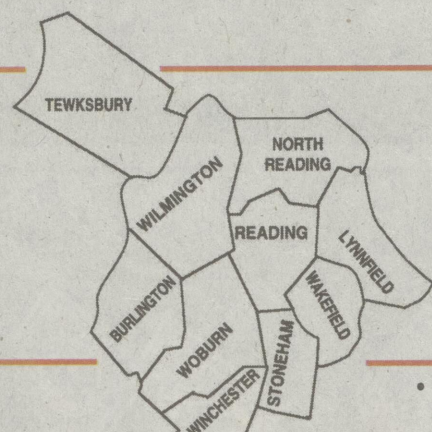 TEWKSBURY
WILMINGTON
NORTH
READING
READING
LYNNFIELD
BURLINGTON
WAKEFIELD
WOBURN
STONEHAM
WINCHESTER